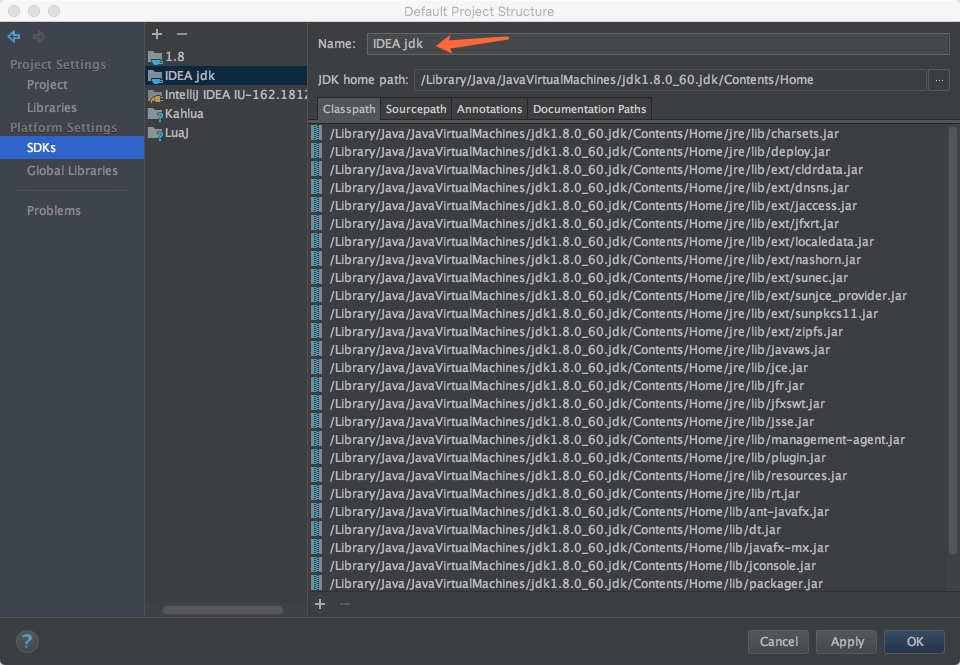 Default Project Structure
Project Settings
Project
Libraries
Platform Settings
SDKs
Global Libraries
Problems
1.8
IDEA jdk
IntelliJ IDEA IU-162.1812
Kahlua
LuaJ
Name: IDEA jdk
JDK home path: /Library/Java/JavaVirtualMachines/jdk1.8.0_60.jdk/Contents/Home ...
Classpath Sourcepath Annotations Documentation Paths
/Library/Java/JavaVirtualMachines/jdk1.8.0_60.jdk/Contents/Home/jre/lib/charsets.jar
/Library/Java/JavaVirtualMachines/jdk1.8.0_60.jdk/Contents/Home/jre/lib/deploy.jar
/Library/Java/JavaVirtualMachines/jdk1.8.0_60.jdk/Contents/Home/jre/lib/ext/cldrdata.jar
/Library/Java/JavaVirtualMachines/jdk1.8.0_60.jdk/Contents/Home/jre/lib/ext/dnsns.jar
/Library/Java/JavaVirtualMachines/jdk1.8.0_60.jdk/Contents/Home/jre/lib/ext/jaccess.jar
/Library/Java/JavaVirtualMachines/jdk1.8.0_60.jdk/Contents/Home/jre/lib/ext/jfxrt.jar
/Library/Java/JavaVirtualMachines/jdk1.8.0_60.jdk/Contents/Home/jre/lib/ext/localedata.jar
/Library/Java/JavaVirtualMachines/jdk1.8.0_60.jdk/Contents/Home/jre/lib/ext/nashorn.jar
/Library/Java/JavaVirtualMachines/jdk1.8.0_60.jdk/Contents/Home/jre/lib/ext/sunec.jar
/Library/Java/JavaVirtualMachines/jdk1.8.0_60.jdk/Contents/Home/jre/lib/ext/sunjce_provider.jar
/Library/Java/JavaVirtualMachines/jdk1.8.0_60.jdk/Contents/Home/jre/lib/ext/sunpkcs11.jar
/Library/Java/JavaVirtualMachines/jdk1.8.0_60.jdk/Contents/Home/jre/lib/ext/zipfs.jar
/Library/Java/JavaVirtualMachines/jdk1.8.0_60.jdk/Contents/Home/jre/lib/javaws.jar
/Library/Java/JavaVirtualMachines/jdk1.8.0_60.jdk/Contents/Home/jre/lib/jce.jar
/Library/Java/JavaVirtualMachines/jdk1.8.0_60.jdk/Contents/Home/jre/lib/jfr.jar
/Library/Java/JavaVirtualMachines/jdk1.8.0_60.jdk/Contents/Home/jre/lib/jfxswt.jar
/Library/Java/JavaVirtualMachines/jdk1.8.0_60.jdk/Contents/Home/jre/lib/jsse.jar
/Library/Java/JavaVirtualMachines/jdk1.8.0_60.jdk/Contents/Home/jre/lib/management-agent.jar
/Library/Java/JavaVirtualMachines/jdk1.8.0_60.jdk/Contents/Home/jre/lib/plugin.jar
/Library/Java/JavaVirtualMachines/jdk1.8.0_60.jdk/Contents/Home/jre/lib/resources.jar
/Library/Java/JavaVirtualMachines/jdk1.8.0_60.jdk/Contents/Home/jre/lib/rt.jar
/Library/Java/JavaVirtualMachines/jdk1.8.0_60.jdk/Contents/Home/lib/ant-javafx.jar
/Library/Java/JavaVirtualMachines/jdk1.8.0_60.jdk/Contents/Home/lib/dt.jar
/Library/Java/JavaVirtualMachines/jdk1.8.0_60.jdk/Contents/Home/lib/javafx-mx.jar
/Library/Java/JavaVirtualMachines/jdk1.8.0_60.jdk/Contents/Home/lib/jconsole.jar
/Library/Java/JavaVirtualMachines/jdk1.8.0_60.jdk/Contents/Home/lib/packager.jar
? Cancel Apply OK